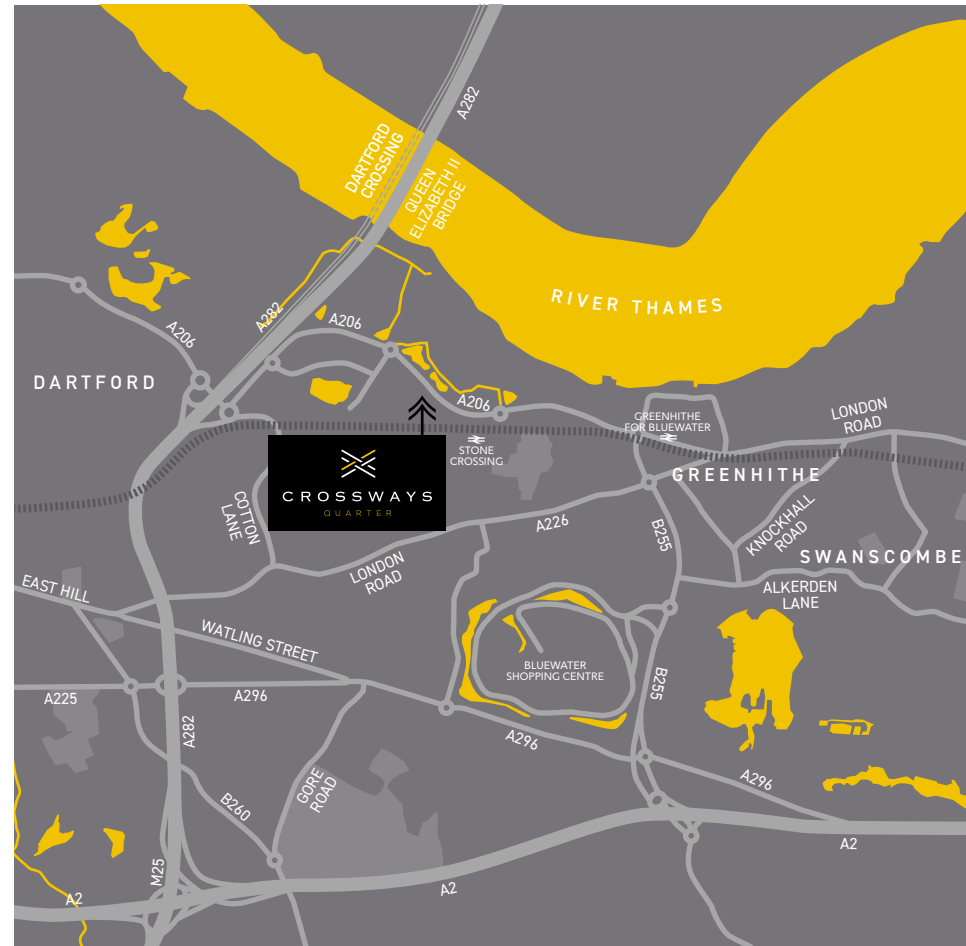 A282
DARTFORD
CROSSING
QUEEN
ELIZABETH II
BRIDGE
RIVER THAMES
A282
A206
A206
DARTFORD
A206
GREENHITHE
FOR BLUEWATER
LONDON
ROAD
STONE
CROSSING
GREENHITHE
CROSSWAYS
QUARTER
COTTON
LANE
A226
B255
KNOCKHALL
ROAD
SWANSCOMBE
LONDON
ROAD
EAST HILL
ALKERDEN
LANE
WATLING STREET
BLUEWATER
SHOPPING CENTRE
B255
A225
A296
A282
A296
A296
GORE
ROAD
B260
A2
M25
A2
A2